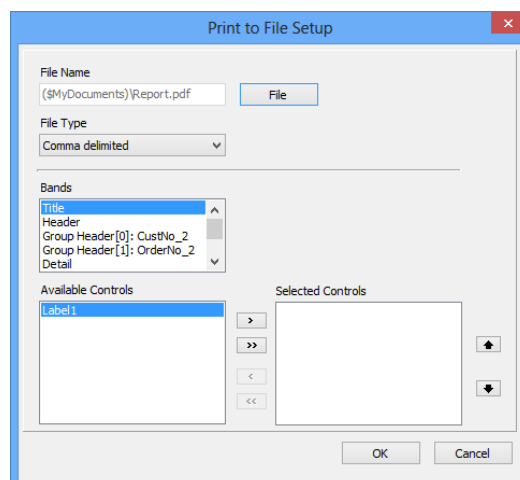 Print to File Setup
File Name
($MyDocuments)\Report.pdf
File
File Type
Comma delimited
Bands
Title
Header
Group Header[0]: CustNo_2
Group Header[1]: OrderNo_2
Detail
Available Controls
Selected Controls
Label1
>
>>
<
<<
OK
Cancel